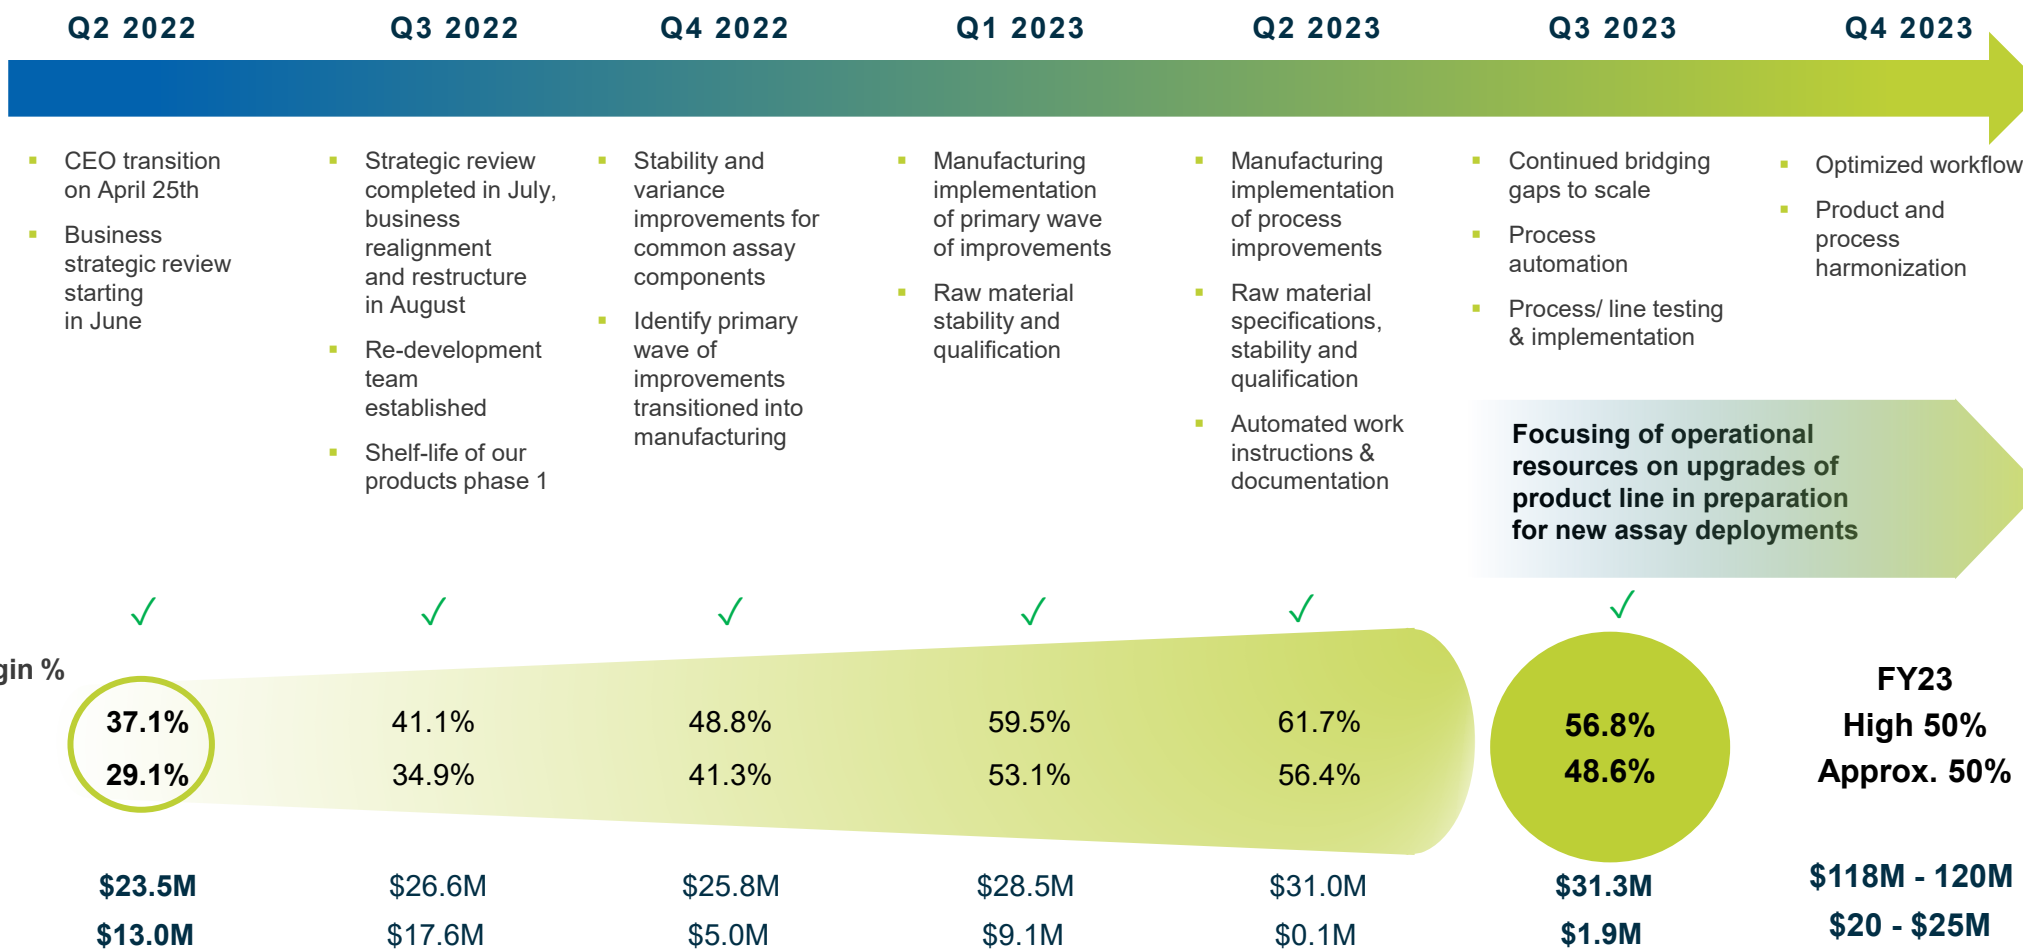 Q2 2022
Q3 2022
Q4 2022
Q1 2023
Q2 2023
Q3 2023
Q4 2023
CEO transition
on April 25th
Business
strategic review
starting
in June
Strategic review
completed in July,
business
realignment
and restructure
in August
Re-development
team
established
Shelf-life of our
products phase 1
Stability and
variance
improvements for
common assay
components
Identify primary
wave of
improvements
transitioned into
manufacturing
Manufacturing
implementation
of primary wave
of improvements
Raw material
stability and
qualification
Manufacturing
implementation
of process
improvements
Raw material
specifications,
stability and
qualification
Automated work
instructions &
documentation
Continued bridging
gaps to scale
Process
automation
Process/ line testing
& implementation
Optimized workflow
Product and
process
harmonization
Focusing of operational
resources on upgrades of
product line in preparation
for new assay deployments
✓ ✓ ✓ ✓ ✓ ✓
%
FY23
37.1% 41.1% 48.8% 59.5% 61.7% 56.8% High 50%
29.1% 34.9% 41.3% 53.1% 56.4% 48.6% Approx. 50%
$23.5M $26.6M $25.8M $28.5M $31.0M $31.3M $118M - 120M
$13.0M $17.6M $5.0M $9.1M $0.1M $1.9M $20 - $25M